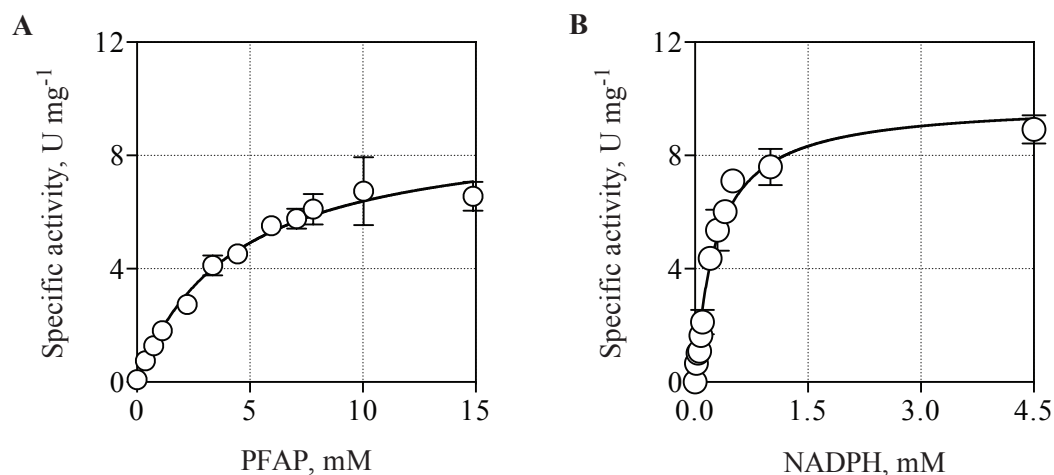 A
B
Specific activity, U mg⁻¹
12
8
4
0
0
5
10
15
PFAP, mM
Specific activity, U mg⁻¹
12
8
4
0
0.0
1.5
3.0
4.5
NADPH, mM